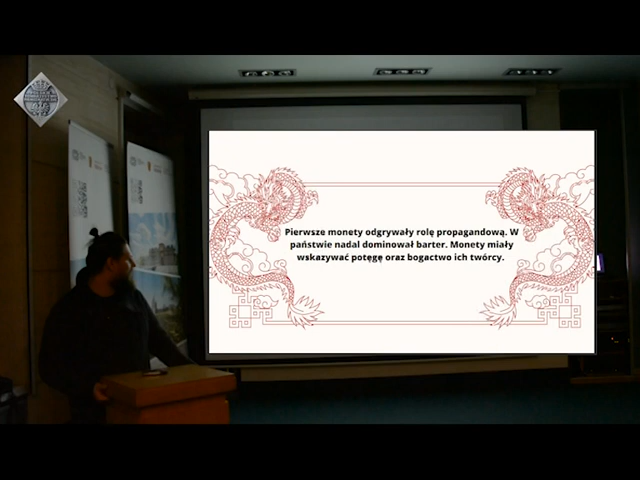 Pierwsze monety odgrywały rolę propagandową. W
państwie nadal dominował barter. Monety miały
wskazywać potęgę oraz bogactwo ich twórcy.